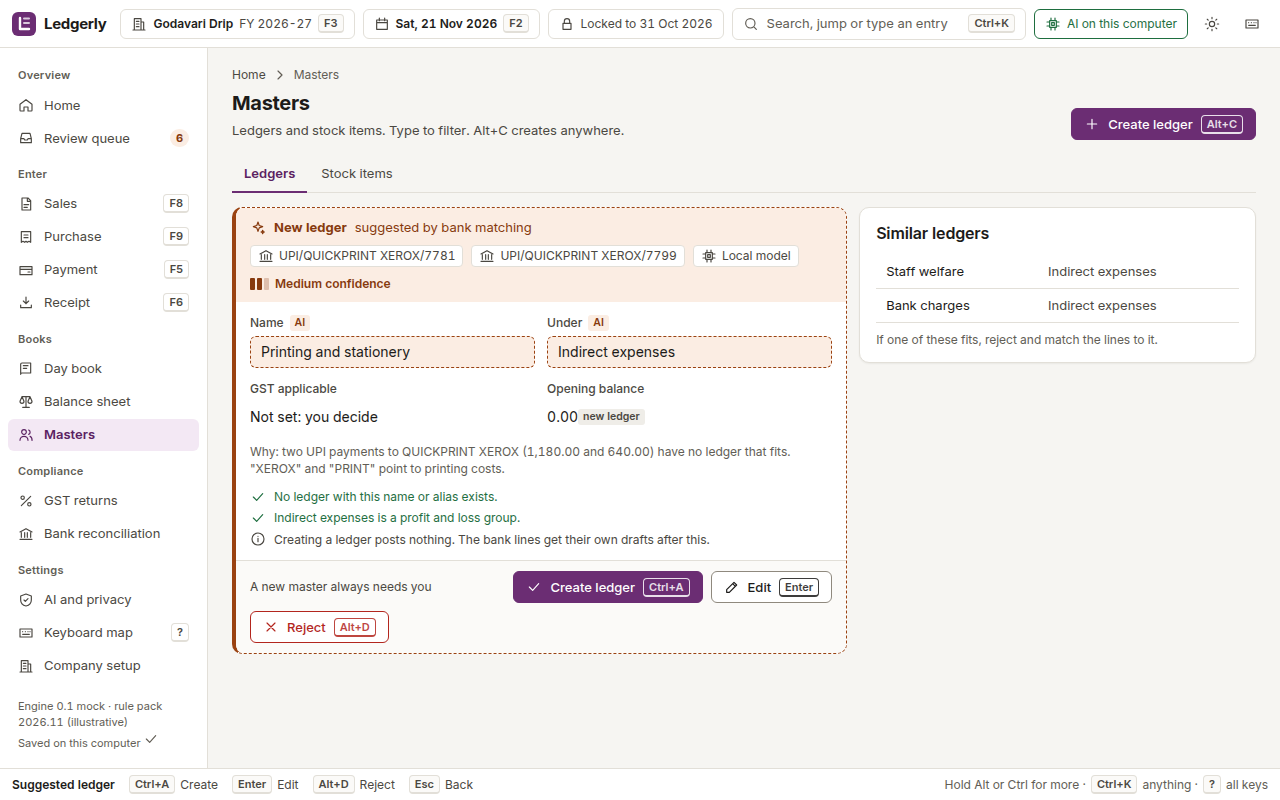 Ledgerly
Godavari Drip FY 2026-27 F3
Sat, 21 Nov 2026 F2
Locked to 31 Oct 2026
Search, jump or type an entry Ctrl+K
AI on this computer
Overview
Home
Review queue 6
Enter
Sales F8
Purchase F9
Payment F5
Receipt F6
Books
Day book
Balance sheet
Masters
Compliance
GST returns
Bank reconciliation
Settings
AI and privacy
Keyboard map ?
Company setup
Engine 0.1 mock · rule pack
2026.11 (illustrative)
Saved on this computer
Home Masters
Masters
Ledgers and stock items. Type to filter. Alt+C creates anywhere.
Create ledger Alt+C
Ledgers Stock items
New ledger suggested by bank matching
UPI/QUICKPRINT XEROX/7781 UPI/QUICKPRINT XEROX/7799 Local model
Medium confidence
Name AI Under AI
Printing and stationery Indirect expenses
GST applicable Opening balance
Not set: you decide 0.00 new ledger
Why: two UPI payments to QUICKPRINT XEROX (1,180.00 and 640.00) have no ledger that fits.
"XEROX" and "PRINT" point to printing costs.
No ledger with this name or alias exists.
Indirect expenses is a profit and loss group.
Creating a ledger posts nothing. The bank lines get their own drafts after this.
A new master always needs you Create ledger Ctrl+A Edit Enter
Reject Alt+D
Similar ledgers
Staff welfare Indirect expenses
Bank charges Indirect expenses
If one of these fits, reject and match the lines to it.
Suggested ledger Ctrl+A Create Enter Edit Alt+D Reject Esc Back
Hold Alt or Ctrl for more · Ctrl+K anything · ? all keys